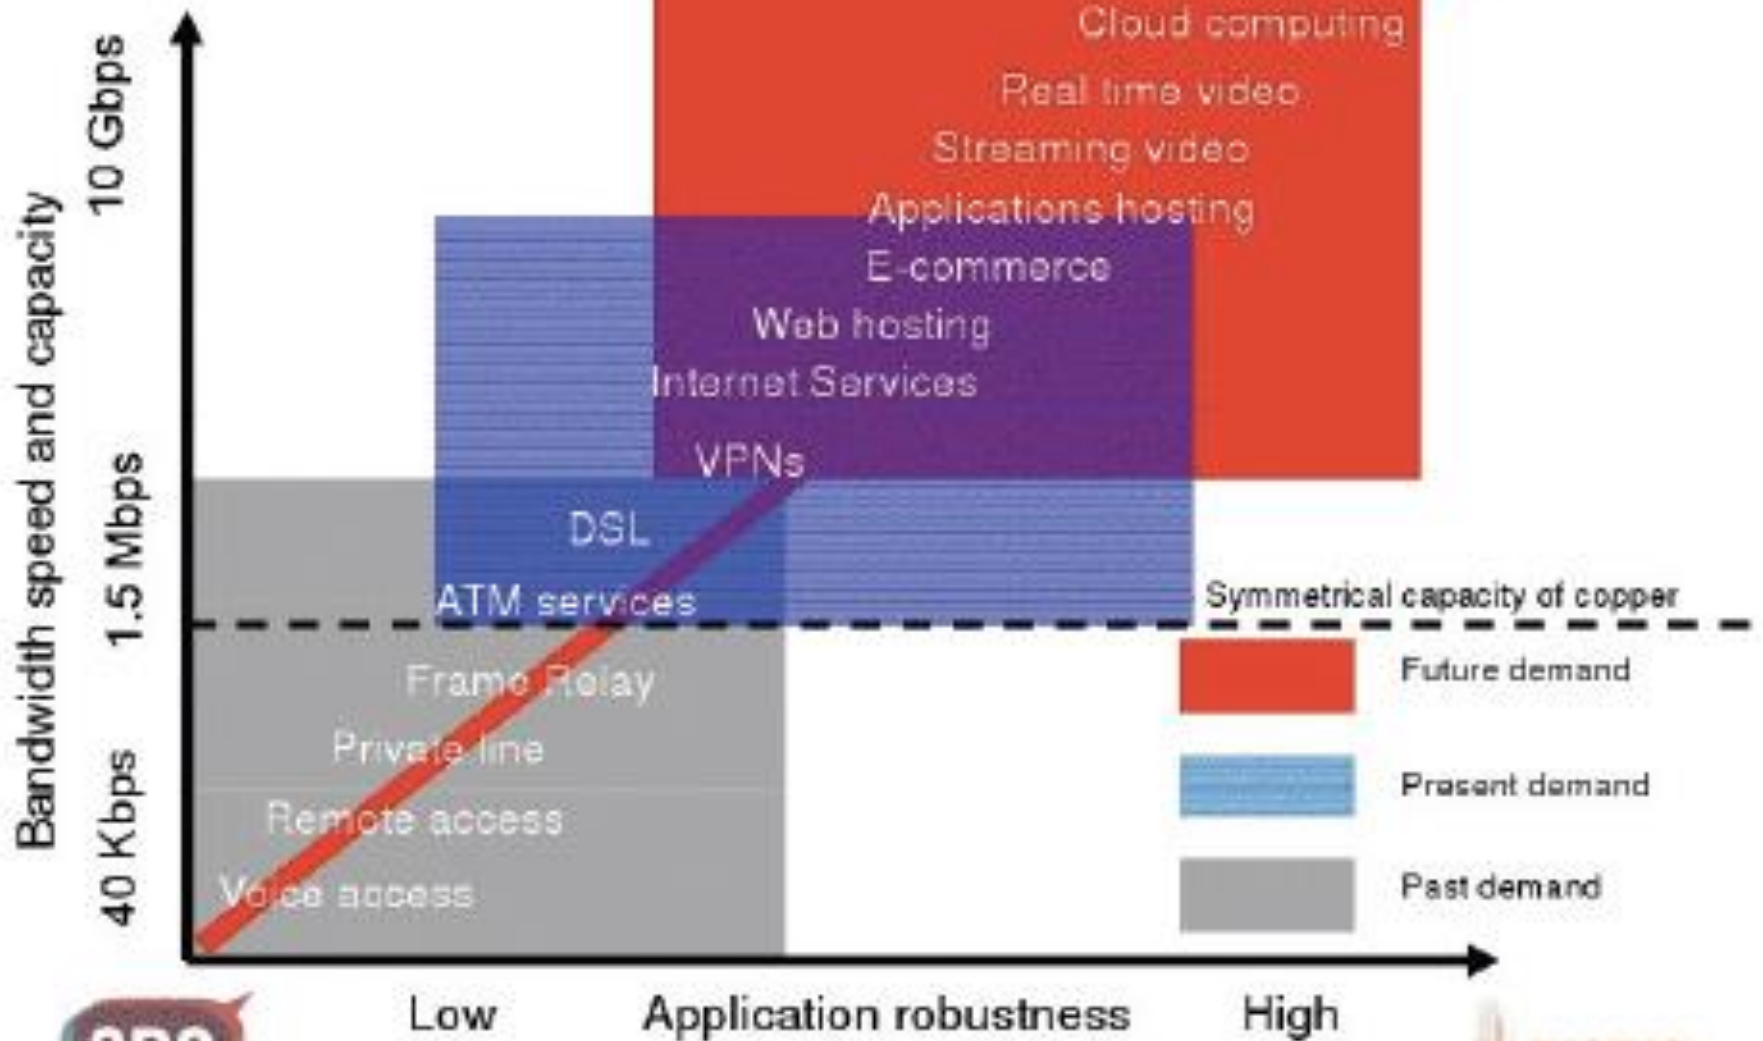 Bandwidth speed and capacity
10 Gbps
1.5 Mbps
40 Kbps
Cloud computing
Real time video
Streaming video
Applications hosting
E-commerce
Web hosting
Internet Services
VPNs
DSL
ATM services
Symmetrical capacity of copper
Frame Relay
Future demand
Private line
Present demand
Remote access
Voice access
Past demand
Low
Application robustness
High